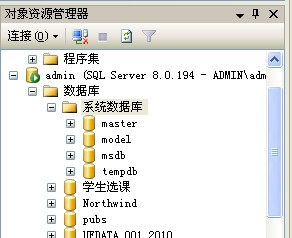 对象资源管理器
连接(O)
程序集
admin (SQL Server 8.0.194 - ADMIN\adm
数据库
系统数据库
master
model
msdb
tempdb
学生选课
Northwind
pubs
UFDATA_001_2010